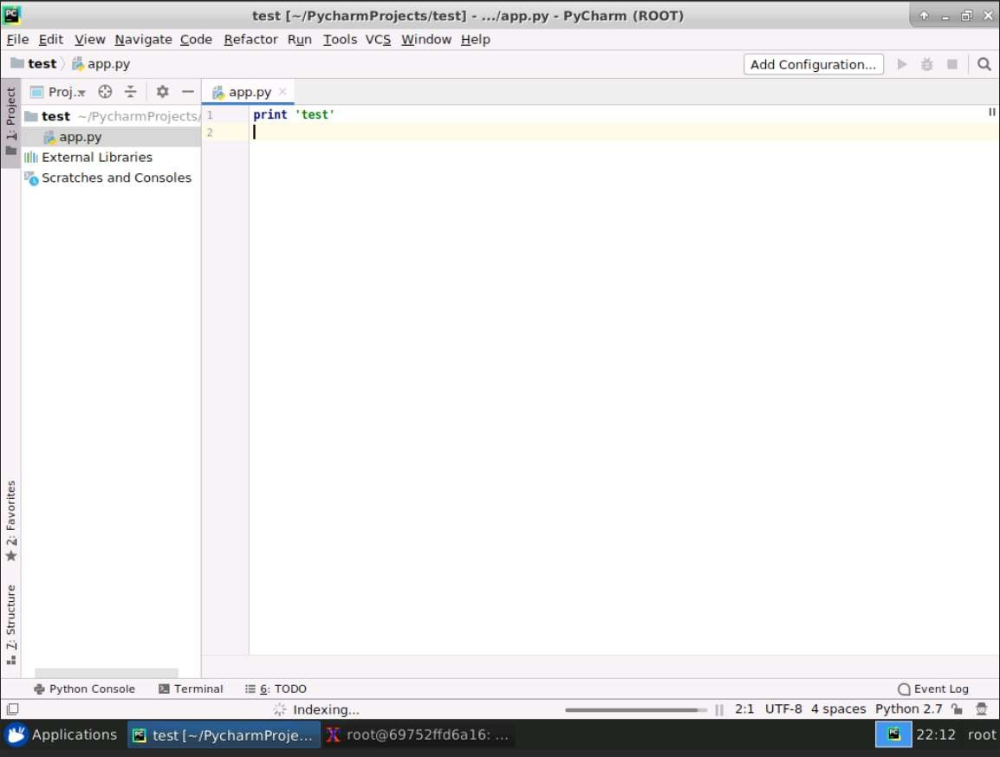 test [~/PycharmProjects/test] - .../app.py - PyCharm (ROOT)
File Edit View Navigate Code Refactor Run Tools VCS Window Help
test app.py Add Configuration...
1: Project
Proj.. app.py
test ~/PycharmProjects/
app.py
External Libraries
Scratches and Consoles
1 print 'test'
2
2: Favorites
7: Structure
Python Console Terminal 6: TODO Event Log
Indexing... 2:1 UTF-8 4 spaces Python 2.7
Applications test [~/PycharmProje... root@69752ffd6a16: ... 22:12 root